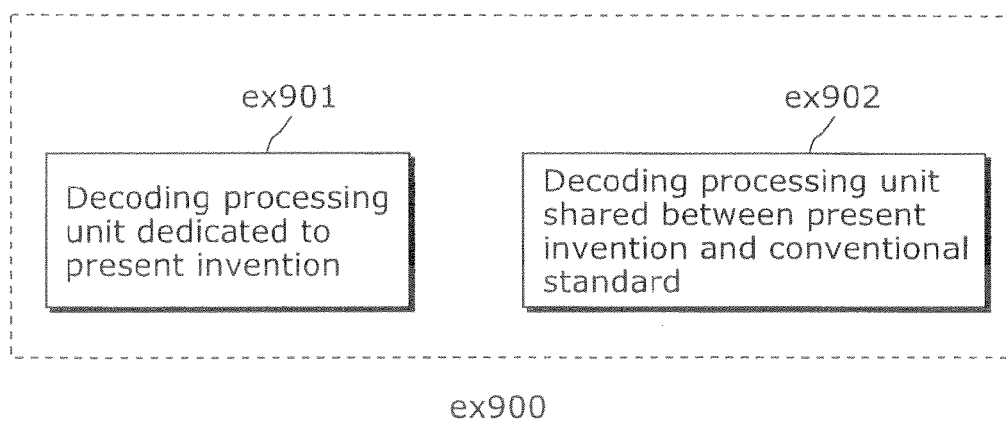 ex901
ex902
Decoding processing
unit dedicated to
present invention
Decoding processing unit
shared between present
invention and conventional
standard
ex900